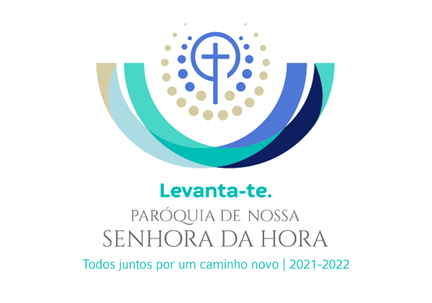 Levanta-te.
PARÓQUIA DE NOSSA
SENHORA DA HORA
Todos juntos por um caminho novo | 2021-2022